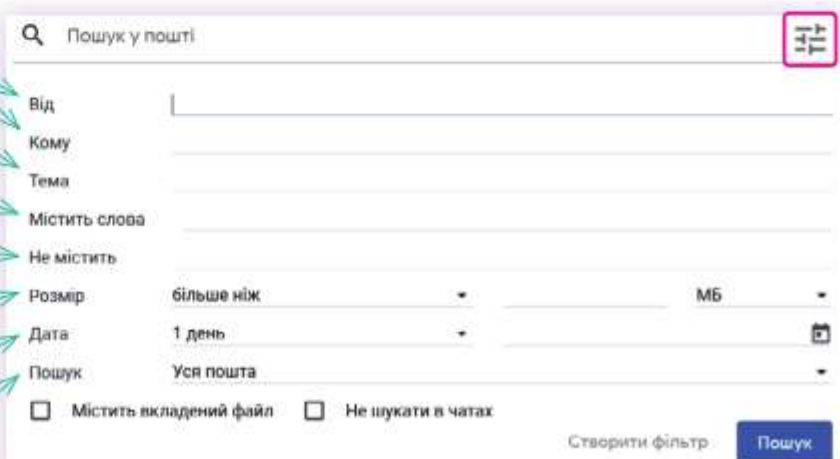 Пошук у пошті
Від
Кому
Тема
Містить слова
Не містить
Розмір більше ніж МБ
Дата 1 день
Пошук Уся пошта
Містить вкладений файл Не шукати в чатах
Створити фільтр Пошук